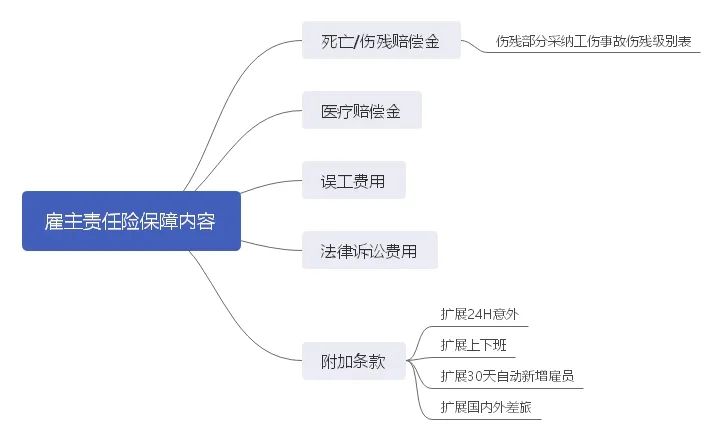 雇主责任险保障内容
死亡/伤残赔偿金
伤残部分采纳工伤事故伤残级别表
医疗赔偿金
误工费用
法律诉讼费用
附加条款
扩展24H意外
扩展上下班
扩展30天自动新增雇员
扩展国内外差旅